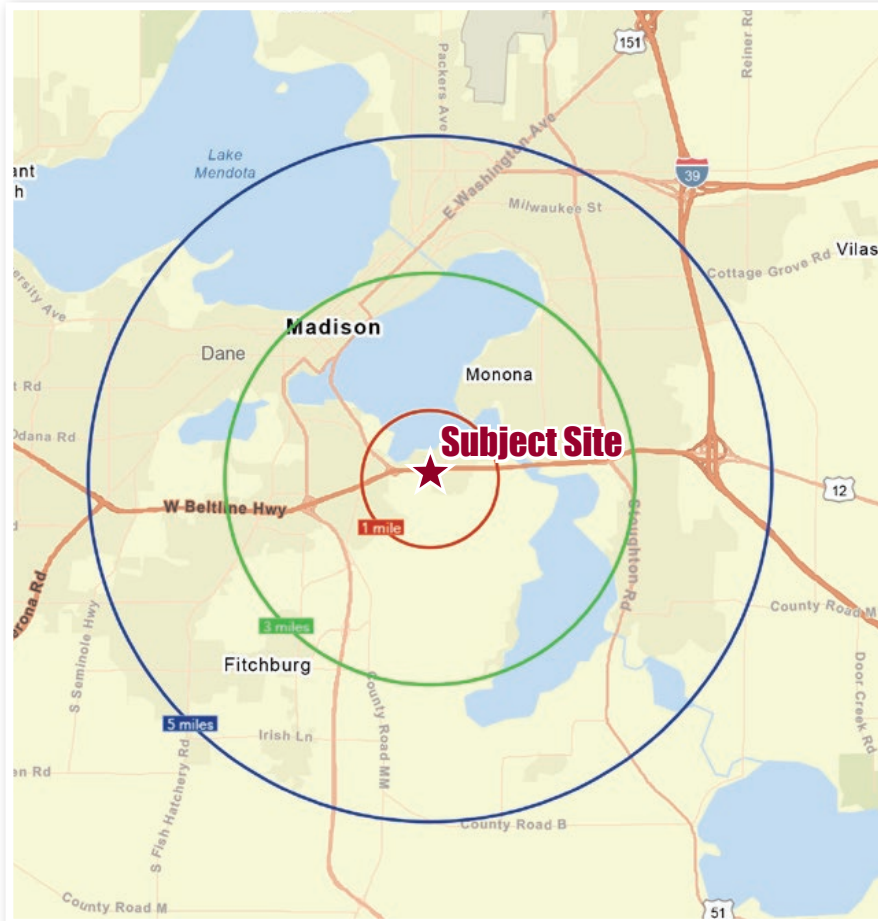 151
Reiner Rd
Packers Ave
Lake
Mendota
ant
h
E Washington Ave
39
Milwaukee St
Vilas
Cottage Grove Rd
ersity Ave
Madison
Dane
Monona
t Rd
Odana Rd
Subject Site
12
W Beltline Hwy
1 mile
Stoughton Rd
erona Rd
County Road M
S Seminole Hwy
3 miles
Fitchburg
Door Creek Rd
5 miles
County Road MM
Irish Ln
en Rd
S Fish Hatchery Rd
County Road B
County Road M
51